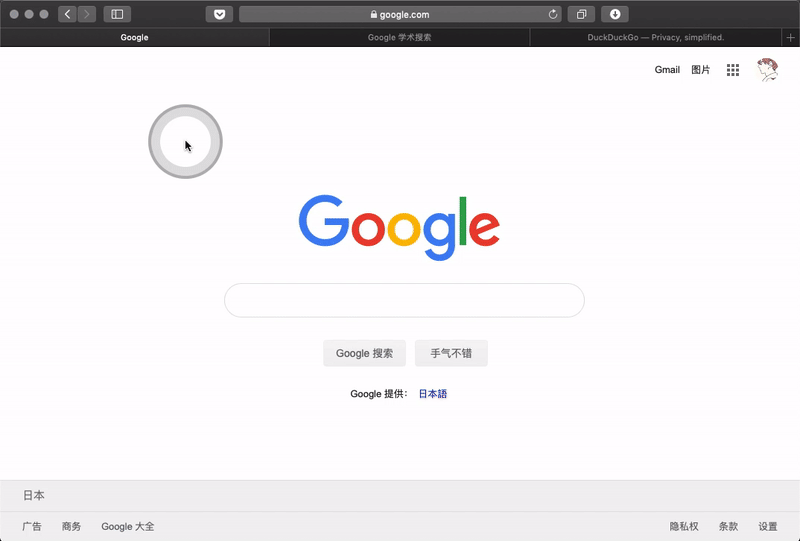 google.com
Google Google 学术搜索 DuckDuckGo — Privacy, simplified.
Gmail 图片
Google
Google 搜索 手气不错
Google 提供： 日本語
日本
广告 商务 Google 大全 隐私权 条款 设置